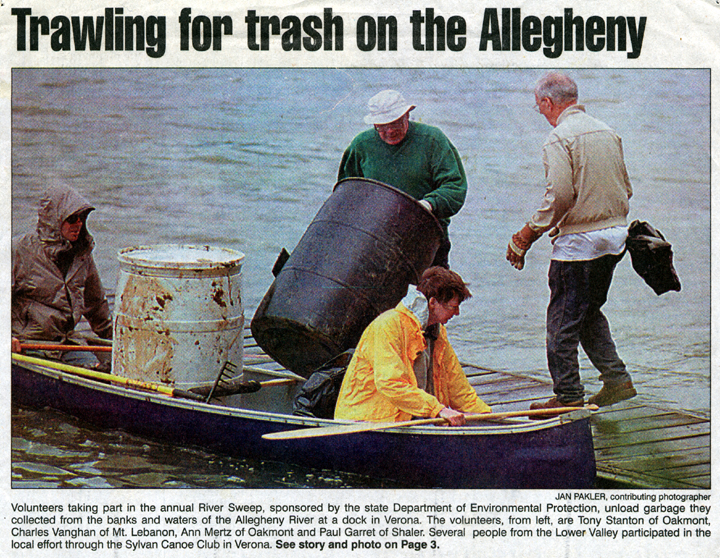 Trawling for trash on the Allegheny
JAN PAKLER, contributing photographer
Volunteers taking part in the annual River Sweep, sponsored by the state Department of Environmental Protection, unload garbage they
collected from the banks and waters of the Allegheny River at a dock in Verona. The volunteers, from left, are Tony Stanton of Oakmont,
Charles Vanghan of Mt. Lebanon, Ann Mertz of Oakmont and Paul Garret of Shaler. Several people from the Lower Valley participated in the
local effort through the Sylvan Canoe Club in Verona. See story and photo on Page 3.